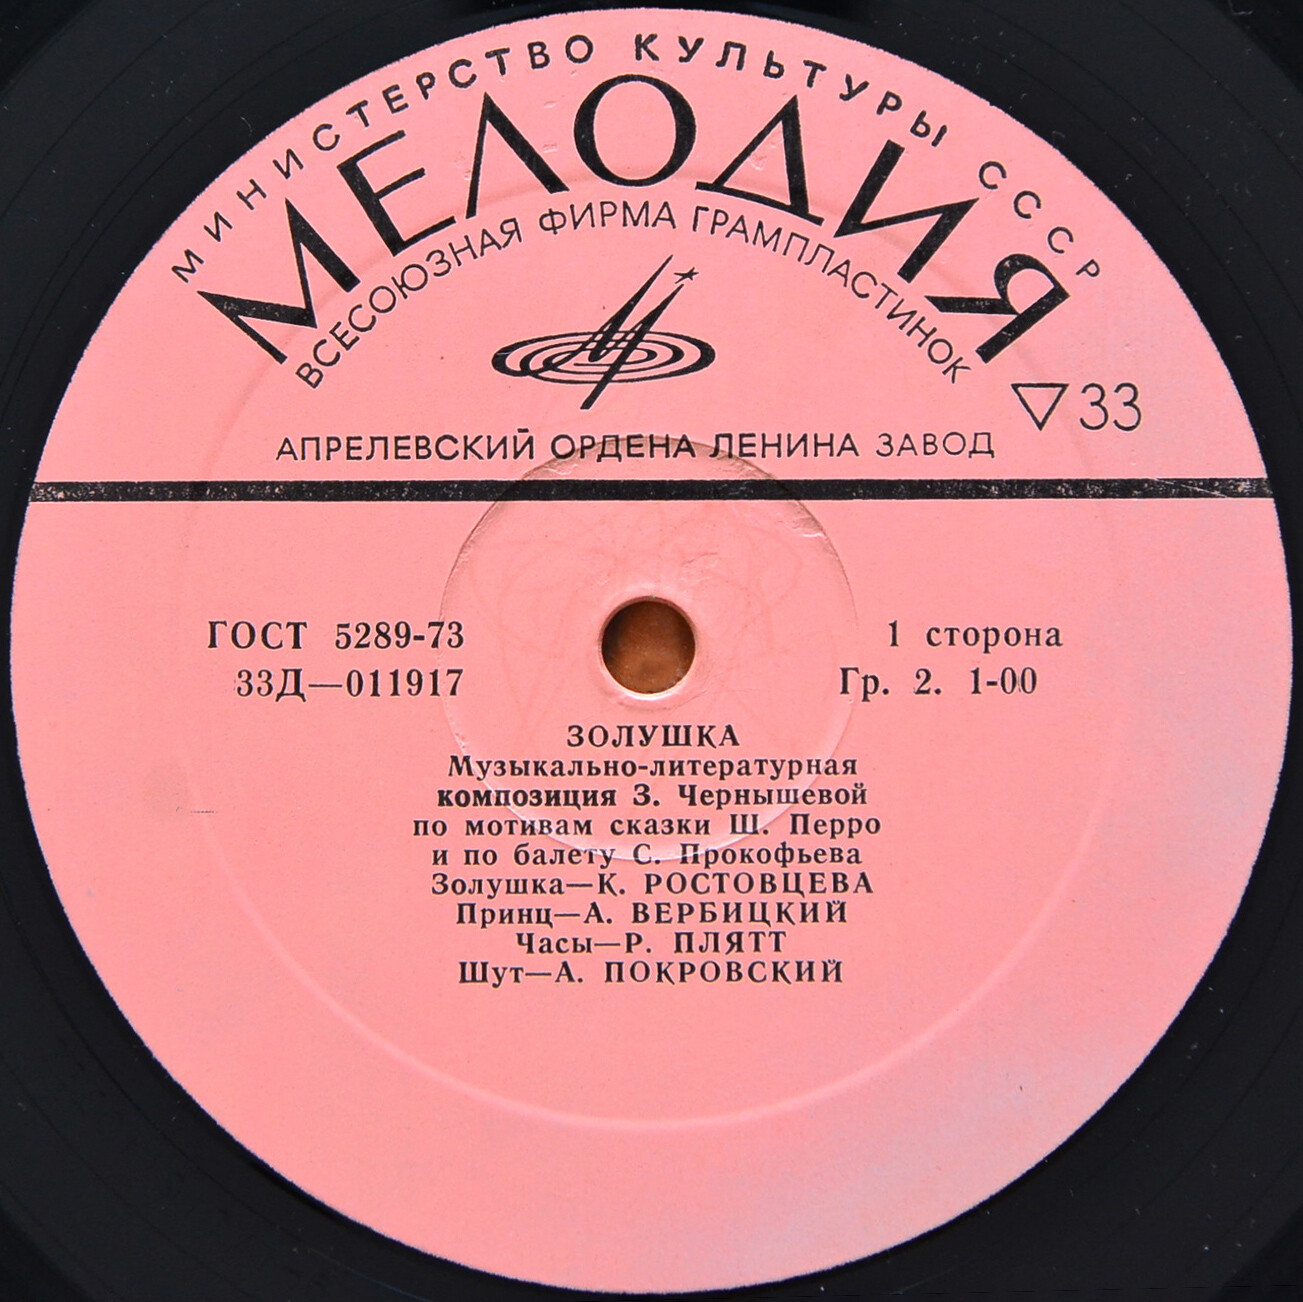 МИНИСТЕРСТВО КУЛЬТУРЫ СССР
МЕЛОДИЯ
ВСЕСОЮЗНАЯ ФИРМА ГРАМПЛАСТИНОК
▽33
АПРЕЛЕВСКИЙ ОРДЕНА ЛЕНИНА ЗАВОД
ГОСТ 5289-73
1 сторона
33Д—011917
Гр. 2. 1-00
ЗОЛУШКА
Музыкально-литературная
композиция З. Чернышевой
по мотивам сказки Ш. Перро
и по балету С. Прокофьева
Золушка—К. РОСТОВЦЕВА
Принц—А. ВЕРБИЦКИЙ
Часы—Р. ПЛЯТТ
Шут—А. ПОКРОВСКИЙ